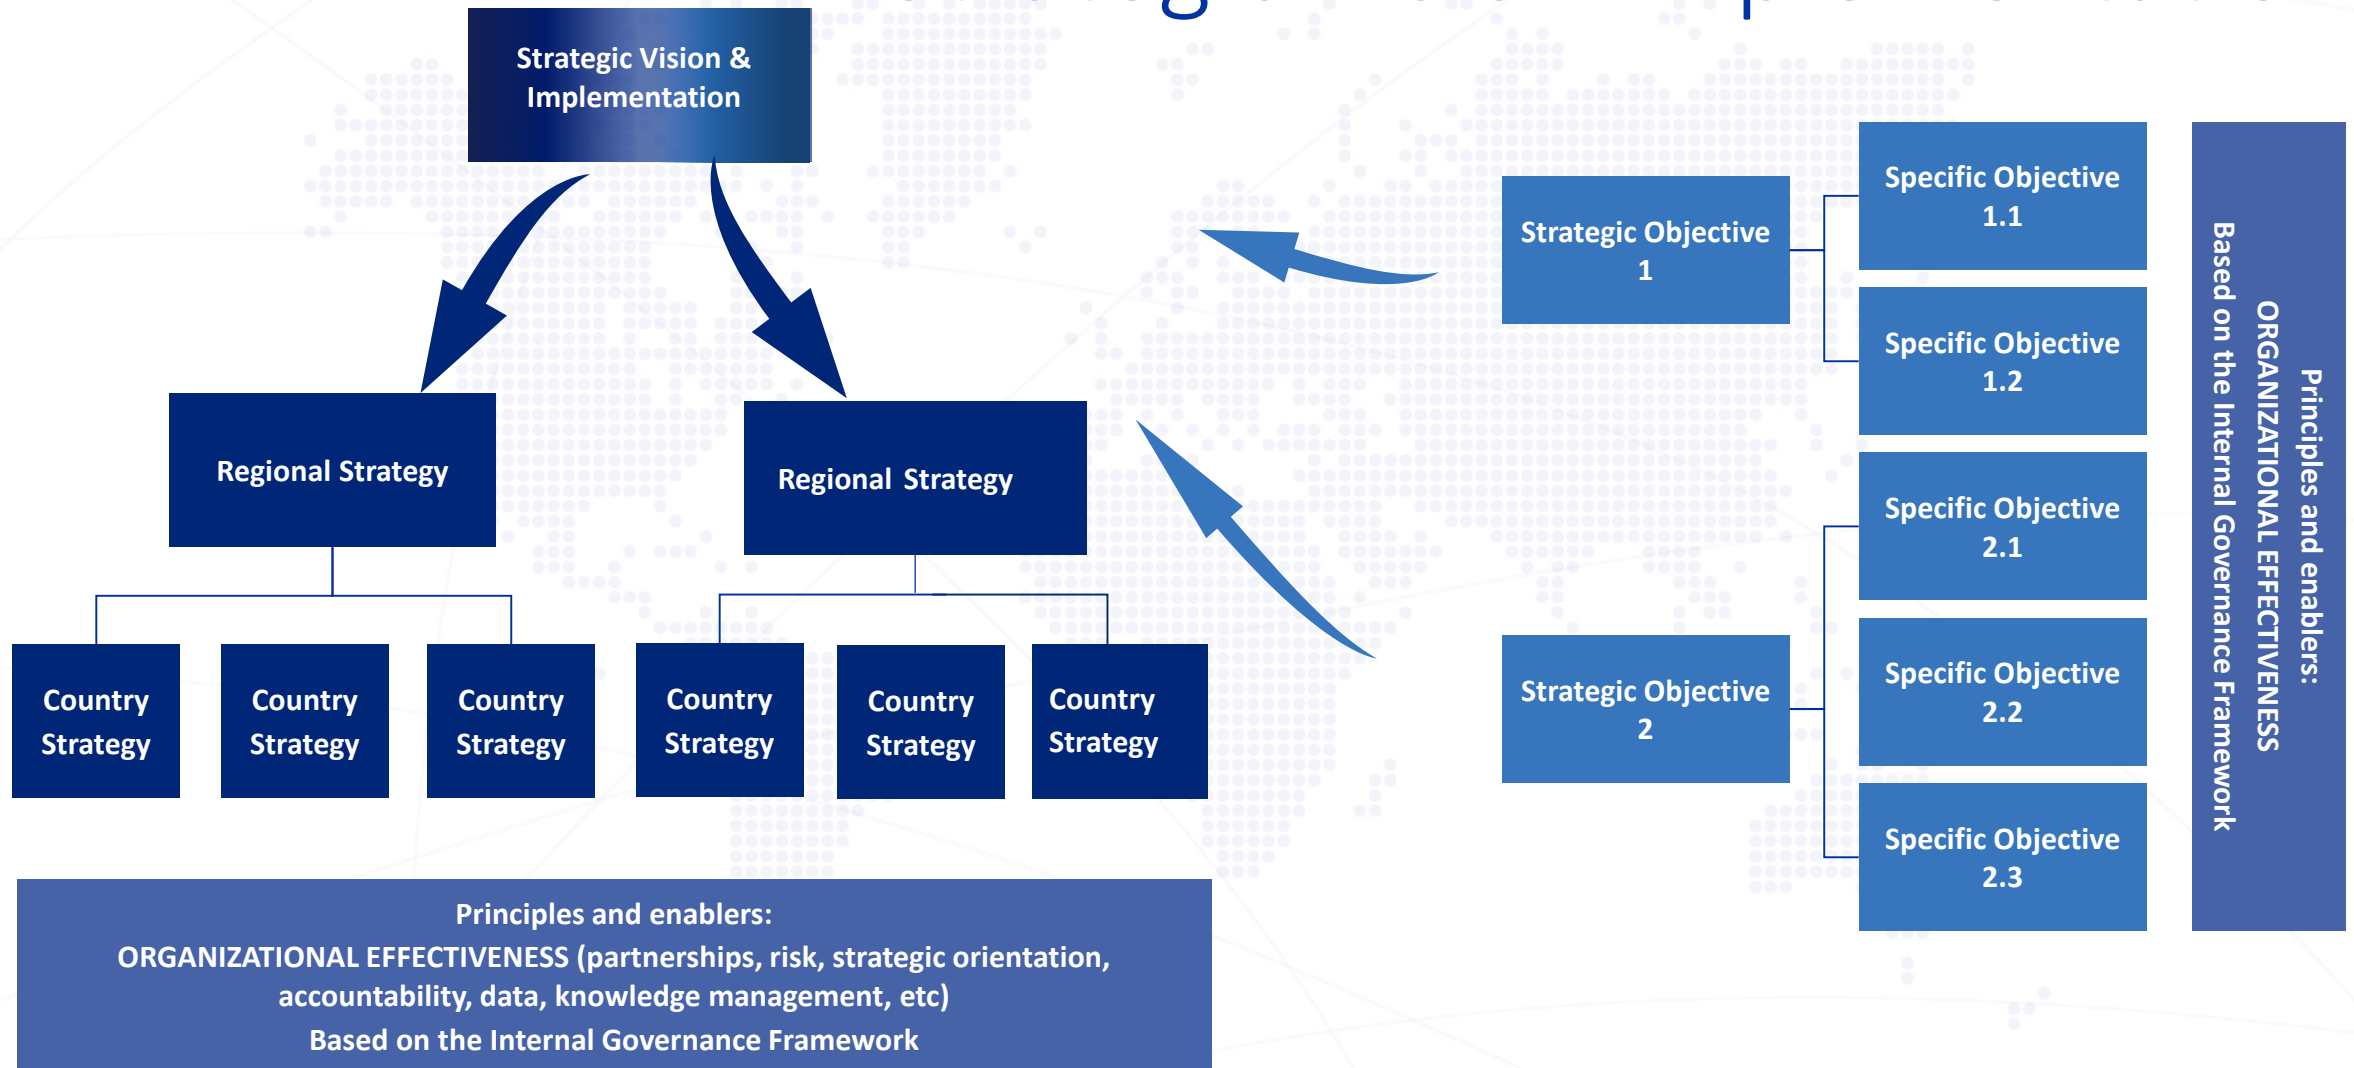 Strategic Vision &
Implementation
Regional Strategy
Regional Strategy
Country
Strategy
Country
Strategy
Country
Strategy
Country
Strategy
Country
Strategy
Country
Strategy
Principles and enablers:
ORGANIZATIONAL EFFECTIVENESS (partnerships, risk, strategic orientation,
accountability, data, knowledge management, etc)
Based on the Internal Governance Framework
Strategic Objective
1
Specific Objective
1.1
Specific Objective
1.2
Strategic Objective
2
Specific Objective
2.1
Specific Objective
2.2
Specific Objective
2.3
Principles and enablers:
ORGANIZATIONAL EFFECTIVENESS
Based on the Internal Governance Framework